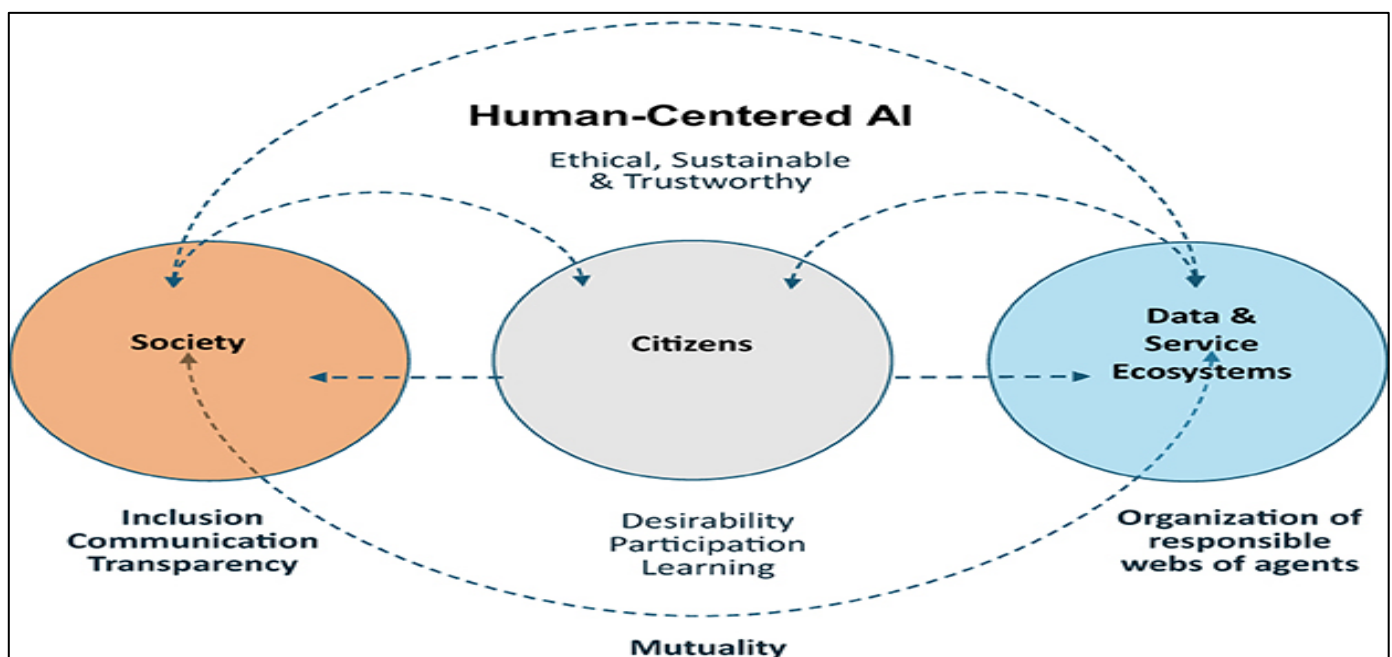 Human-Centered AI
Ethical, Sustainable
& Trustworthy
Society
Citizens
Data &
Service
Ecosystems
Inclusion
Communication
Transparency
Desirability
Participation
Learning
Organization of
responsible
webs of agents
Mutuality